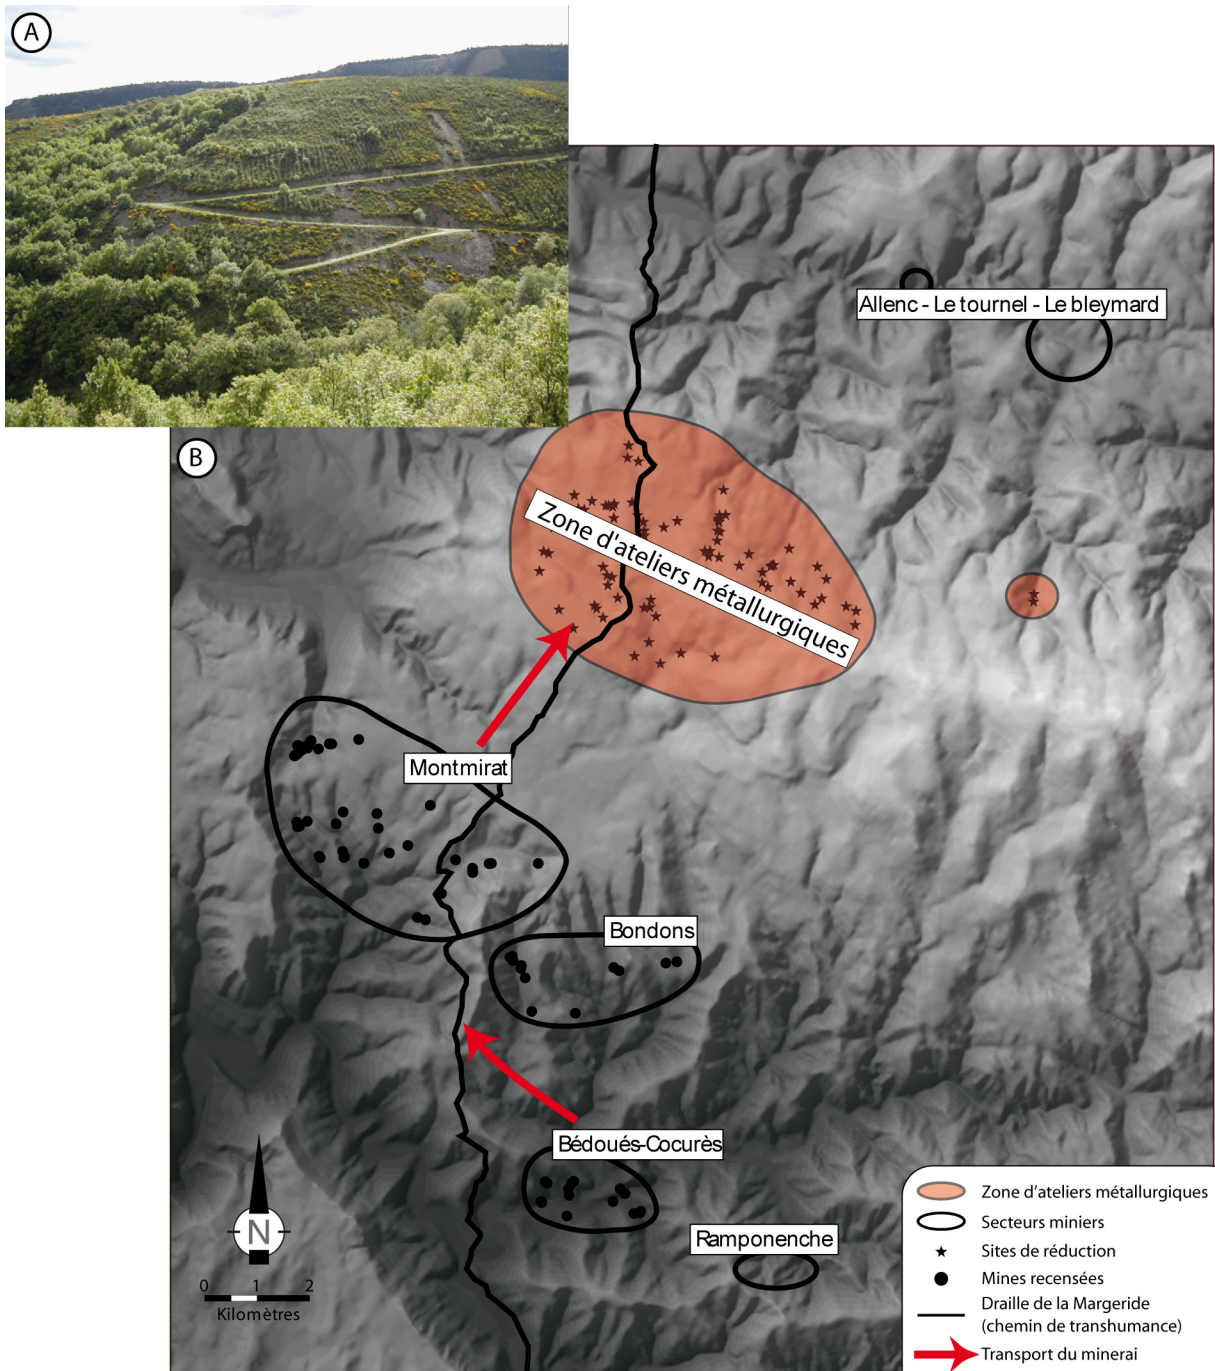 A
Allenc - Le tournel - Le bleymard
B
Zone d'ateliers métallurgiques
Montmirat
Bondons
Bédoués-Cocurès
Ramponenche
N
0 1 2
Kilomètres
Zone d'ateliers métallurgiques
Secteurs miniers
Sites de réduction
Mines recensées
Draille de la Margeride
(chemin de transhumance)
Transport du minerai